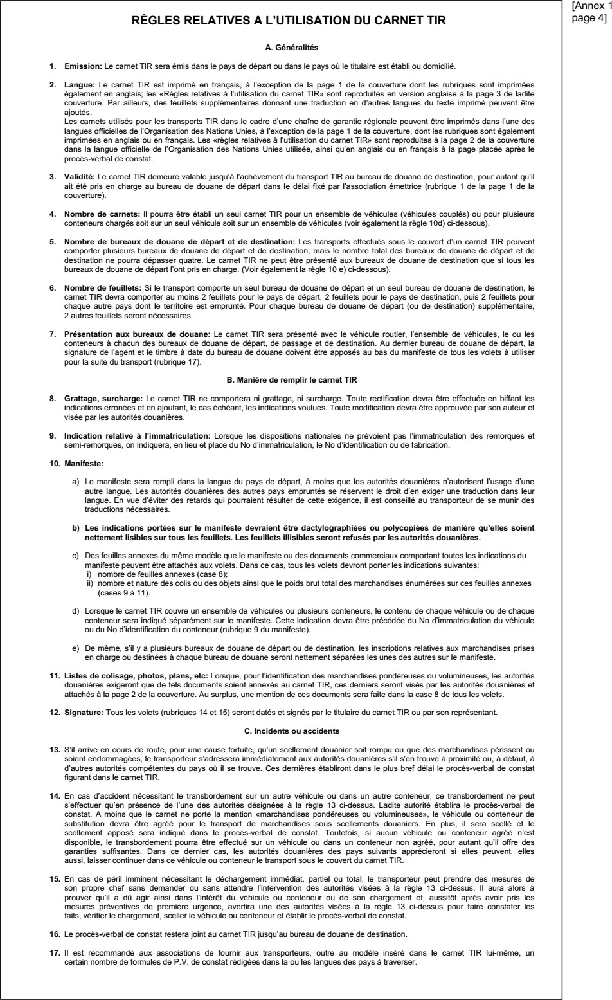 [Annex 1
page 4]
RÈGLES RELATIVES A L’UTILISATION DU CARNET TIR
A. Généralités
1. Emission: Le carnet TIR sera émis dans le pays de départ ou dans le pays où le titulaire est établi ou domicilié.
2. Langue: Le carnet TIR est imprimé en français, à l’exception de la page 1 de la couverture dont les rubriques sont imprimées
également en anglais; les «Règles relatives à l’utilisation du carnet TIR» sont reproduites en version anglaise à la page 3 de ladite
couverture. Par ailleurs, des feuillets supplémentaires donnant une traduction en d’autres langues du texte imprimé peuvent être
ajoutés.
Les carnets utilisés pour les transports TIR dans le cadre d’une chaîne de garantie régionale peuvent être imprimés dans l’une des
langues officielles de l’Organisation des Nations Unies, à l’exception de la page 1 de la couverture, dont les rubriques sont également
imprimées en anglais ou en français. Les «règles relatives à l’utilisation du carnet TIR» sont reproduites à la page 2 de la couverture
dans la langue officielle de l’Organisation des Nations Unies utilisée, ainsi qu’en anglais ou en français à la page placée après le
procès-verbal de constat.
3. Validité: Le carnet TIR demeure valable jusqu’à l’achèvement du transport TIR au bureau de douane de destination, pour autant qu’il
ait été pris en charge au bureau de douane de départ dans le délai fixé par l’association émettrice (rubrique 1 de la page 1 de la
couverture).
4. Nombre de carnets: Il pourra être établi un seul carnet TIR pour un ensemble de véhicules (véhicules couplés) ou pour plusieurs
conteneurs chargés soit sur un seul véhicule soit sur un ensemble de véhicules (voir également la règle 10d) ci-dessous).
5. Nombre de bureaux de douane de départ et de destination: Les transports effectués sous le couvert d’un carnet TIR peuvent
comporter plusieurs bureaux de douane de départ et de destination, mais le nombre total des bureaux de douane de départ et de
destination ne pourra dépasser quatre. Le carnet TIR ne peut être présenté aux bureaux de douane de destination que si tous les
bureaux de douane de départ l’ont pris en charge. (Voir également la règle 10 e) ci-dessous).
6. Nombre de feuillets: Si le transport comporte un seul bureau de douane de départ et un seul bureau de douane de destination, le
carnet TIR devra comporter au moins 2 feuillets pour le pays de départ, 2 feuillets pour le pays de destination, puis 2 feuillets pour
chaque autre pays dont le territoire est emprunté. Pour chaque bureau de douane de départ (ou de destination) supplémentaire,
2 autres feuillets seront nécessaires.
7. Présentation aux bureaux de douane: Le carnet TIR sera présenté avec le véhicule routier, l’ensemble de véhicules, le ou les
conteneurs à chacun des bureaux de douane de départ, de passage et de destination. Au dernier bureau de douane de départ, la
signature de l’agent et le timbre à date du bureau de douane doivent être apposés au bas du manifeste de tous les volets à utiliser
pour la suite du transport (rubrique 17).
B. Manière de remplir le carnet TIR
8. Grattage, surcharge: Le carnet TIR ne comportera ni grattage, ni surcharge. Toute rectification devra être effectuée en biffant les
indications erronées et en ajoutant, le cas échéant, les indications voulues. Toute modification devra être approuvée par son auteur et
visée par les autorités douanières.
9. Indication relative à l’immatriculation: Lorsque les dispositions nationales ne prévoient pas l’immatriculation des remorques et
semi-remorques, on indiquera, en lieu et place du No d’immatriculation, le No d’identification ou de fabrication.
10. Manifeste:
a) Le manifeste sera rempli dans la langue du pays de départ, à moins que les autorités douanières n’autorisent l’usage d’une
autre langue. Les autorités douanières des autres pays empruntés se réservent le droit d’en exiger une traduction dans leur
langue. En vue d’éviter des retards qui pourraient résulter de cette exigence, il est conseillé au transporteur de se munir des
traductions nécessaires.
b) Les indications portées sur le manifeste devraient être dactylographiées ou polycopiées de manière qu’elles soient
nettement lisibles sur tous les feuillets. Les feuillets illisibles seront refusés par les autorités douanières.
c) Des feuilles annexes du même modèle que le manifeste ou des documents commerciaux comportant toutes les indications du
manifeste peuvent être attachés aux volets. Dans ce cas, tous les volets devront porter les indications suivantes:
i) nombre de feuilles annexes (case 8);
ii) nombre et nature des colis ou des objets ainsi que le poids brut total des marchandises énumérées sur ces feuilles annexes
(cases 9 à 11).
d) Lorsque le carnet TIR couvre un ensemble de véhicules ou plusieurs conteneurs, le contenu de chaque véhicule ou de chaque
conteneur sera indiqué séparément sur le manifeste. Cette indication devra être précédée du No d’immatriculation du véhicule
ou du No d’identification du conteneur (rubrique 9 du manifeste).
e) De même, s’il y a plusieurs bureaux de douane de départ ou de destination, les inscriptions relatives aux marchandises prises
en charge ou destinées à chaque bureau de douane seront nettement séparées les unes des autres sur le manifeste.
11. Listes de colisage, photos, plans, etc: Lorsque, pour l’identification des marchandises pondéreuses ou volumineuses, les autorités
douanières exigeront que de tels documents soient annexés au carnet TIR, ces derniers seront visés par les autorités douanières et
attachés à la page 2 de la couverture. Au surplus, une mention de ces documents sera faite dans la case 8 de tous les volets.
12. Signature: Tous les volets (rubriques 14 et 15) seront datés et signés par le titulaire du carnet TIR ou par son représentant.
C. Incidents ou accidents
13. S’il arrive en cours de route, pour une cause fortuite, qu’un scellement douanier soit rompu ou que des marchandises périssent ou
soient endommagées, le transporteur s’adressera immédiatement aux autorités douanières s’il s’en trouve à proximité ou, à défaut, à
d’autres autorités compétentes du pays où il se trouve. Ces dernières établiront dans le plus bref délai le procès-verbal de constat
figurant dans le carnet TIR.
14. En cas d’accident nécessitant le transbordement sur un autre véhicule ou dans un autre conteneur, ce transbordement ne peut
s’effectuer qu’en présence de l’une des autorités désignées à la règle 13 ci-dessus. Ladite autorité établira le procès-verbal de
constat. A moins que le carnet ne porte la mention «marchandises pondéreuses ou volumineuses», le véhicule ou conteneur de
substitution devra être agréé pour le transport de marchandises sous scellements douaniers. En plus, il sera scellé et le
scellement apposé sera indiqué dans le procès-verbal de constat. Toutefois, si aucun véhicule ou conteneur agréé n’est
disponible, le transbordement pourra être effectué sur un véhicule ou dans un conteneur non agréé, pour autant qu’il offre des
garanties suffisantes. Dans ce dernier cas, les autorités douanières des pays suivants apprécieront si elles peuvent, elles
aussi, laisser continuer dans ce véhicule ou conteneur le transport sous le couvert du carnet TIR.
15. En cas de péril imminent nécessitant le déchargement immédiat, partiel ou total, le transporteur peut prendre des mesures de
son propre chef sans demander ou sans attendre l’intervention des autorités visées à la règle 13 ci-dessus. Il aura alors à
prouver qu’il a dû agir ainsi dans l’intérêt du véhicule ou conteneur ou de son chargement et, aussitôt après avoir pris les
mesures préventives de première urgence, avertira une des autorités visées à la règle 13 ci-dessus pour faire constater les
faits, vérifier le chargement, sceller le véhicule ou conteneur et établir le procès-verbal de constat.
16. Le procès-verbal de constat restera joint au carnet TIR jusqu’au bureau de douane de destination.
17. Il est recommandé aux associations de fournir aux transporteurs, outre au modèle inséré dans le carnet TIR lui-même, un
certain nombre de formules de P.V. de constat rédigées dans la ou les langues des pays à traverser.